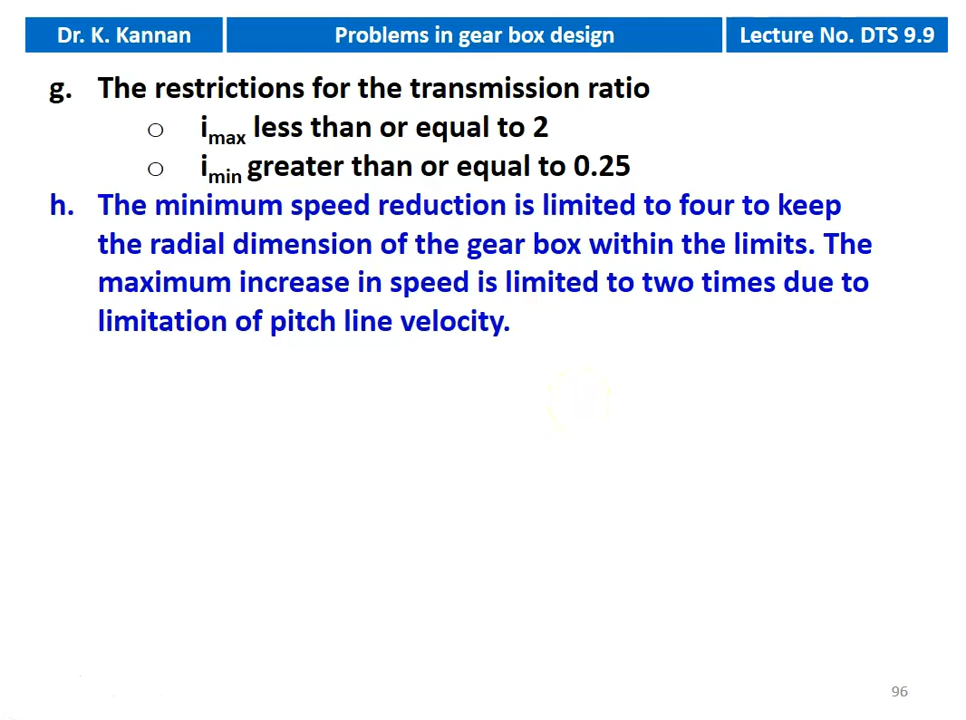 Dr. K. Kannan
Problems in gear box design
Lecture No. DTS 9.9
g. The restrictions for the transmission ratio
○ imax less than or equal to 2
○ imin greater than or equal to 0.25
h. The minimum speed reduction is limited to four to keep
the radial dimension of the gear box within the limits. The
maximum increase in speed is limited to two times due to
limitation of pitch line velocity.
96